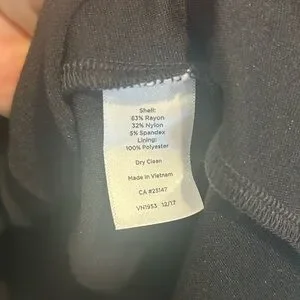 Shell:
63% Rayon
32% Nylon
5% Spandex
Lining:
100% Polyester
Dry Clean
Made in Vietnam
CA #23147
VN1953 12/17